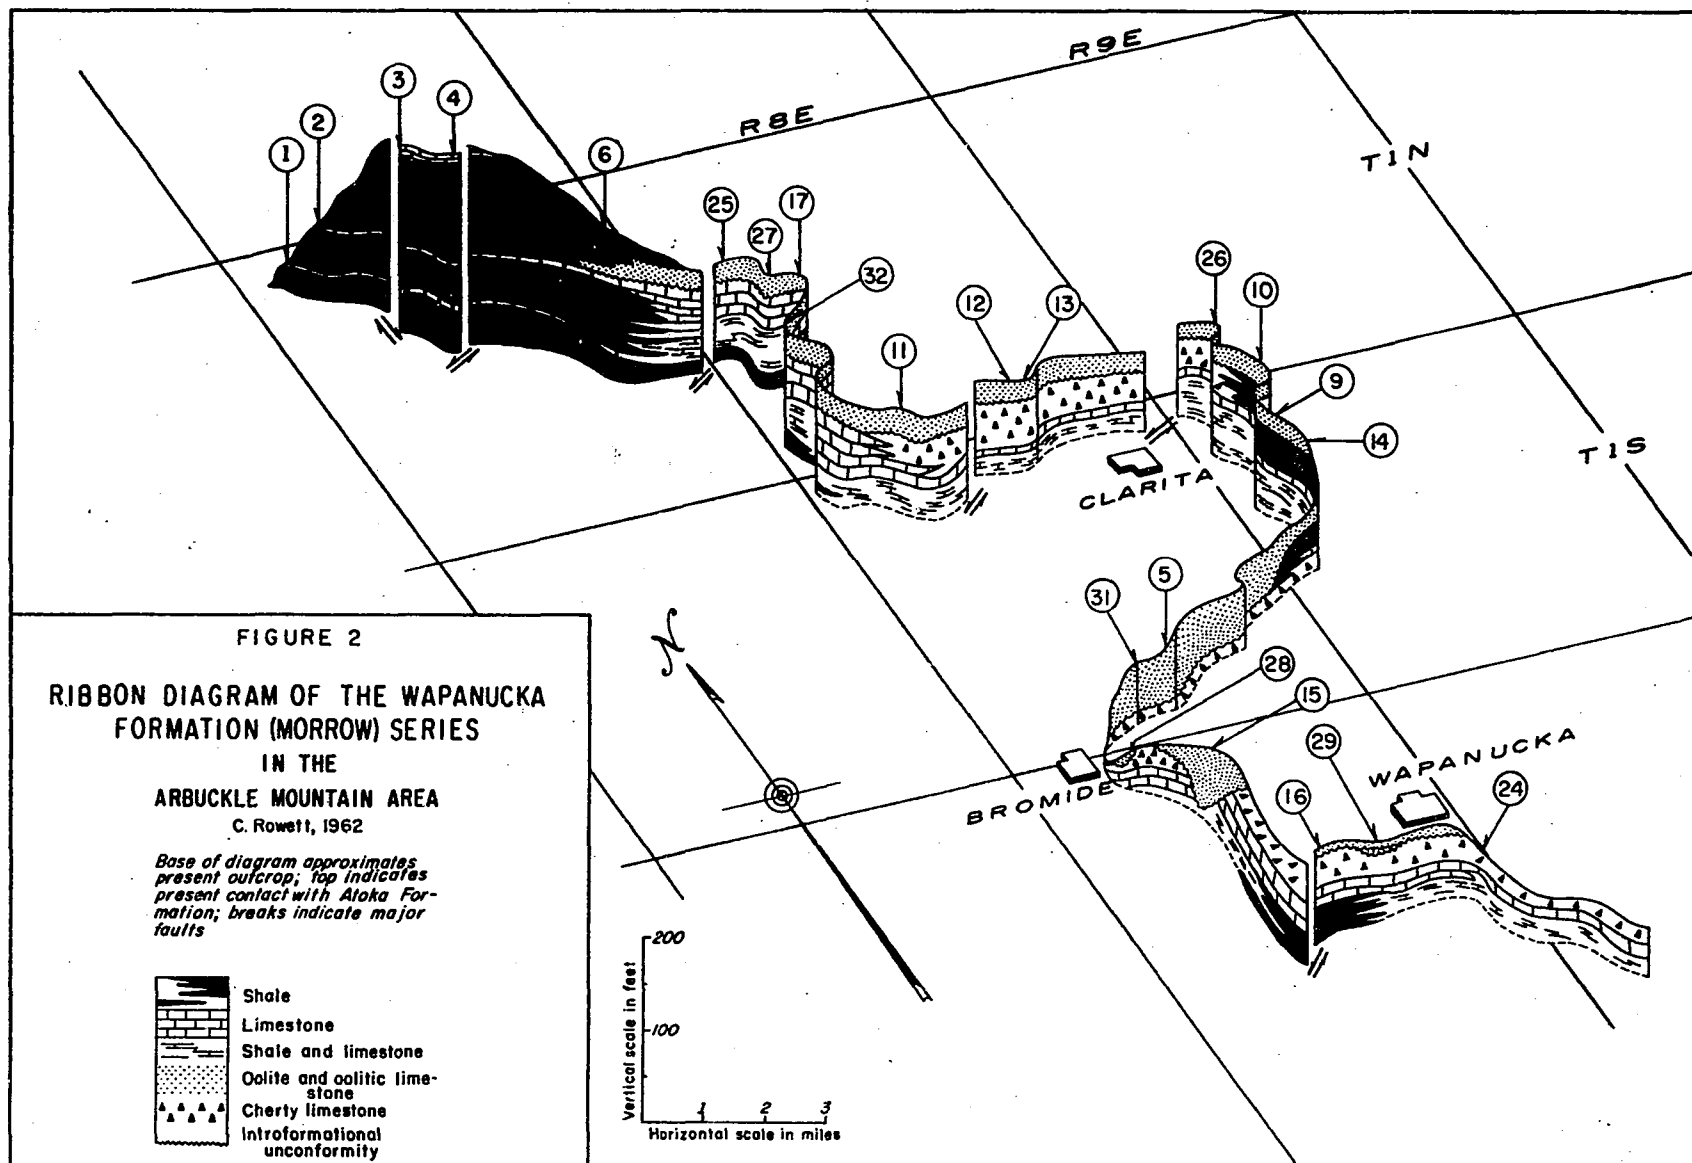 R9E
R8E
T1N
T1S
1
2
3
4
6
25
27
17
32
11
12
13
26
10
9
14
CLARITA
31
5
28
15
BROMIDE
29
16
WAPANUCKA
24
N
FIGURE 2
RIBBON DIAGRAM OF THE WAPANUCKA
FORMATION (MORROW) SERIES
IN THE
ARBUCKLE MOUNTAIN AREA
C. Rowett, 1962
Base of diagram approximates
present outcrop; top indicates
present contact with Atoka For-
mation; breaks indicate major
faults
Shale
Limestone
Shale and limestone
Oolite and oolitic lime-
stone
Cherty limestone
Introformational
unconformity
Vertical scale in feet
200
100
1 2 3
Horizontal scale in miles